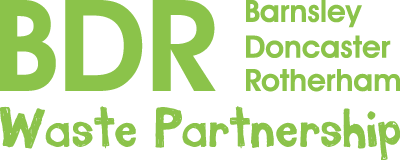 BDR
Barnsley
Doncaster
Rotherham
Waste Partnership